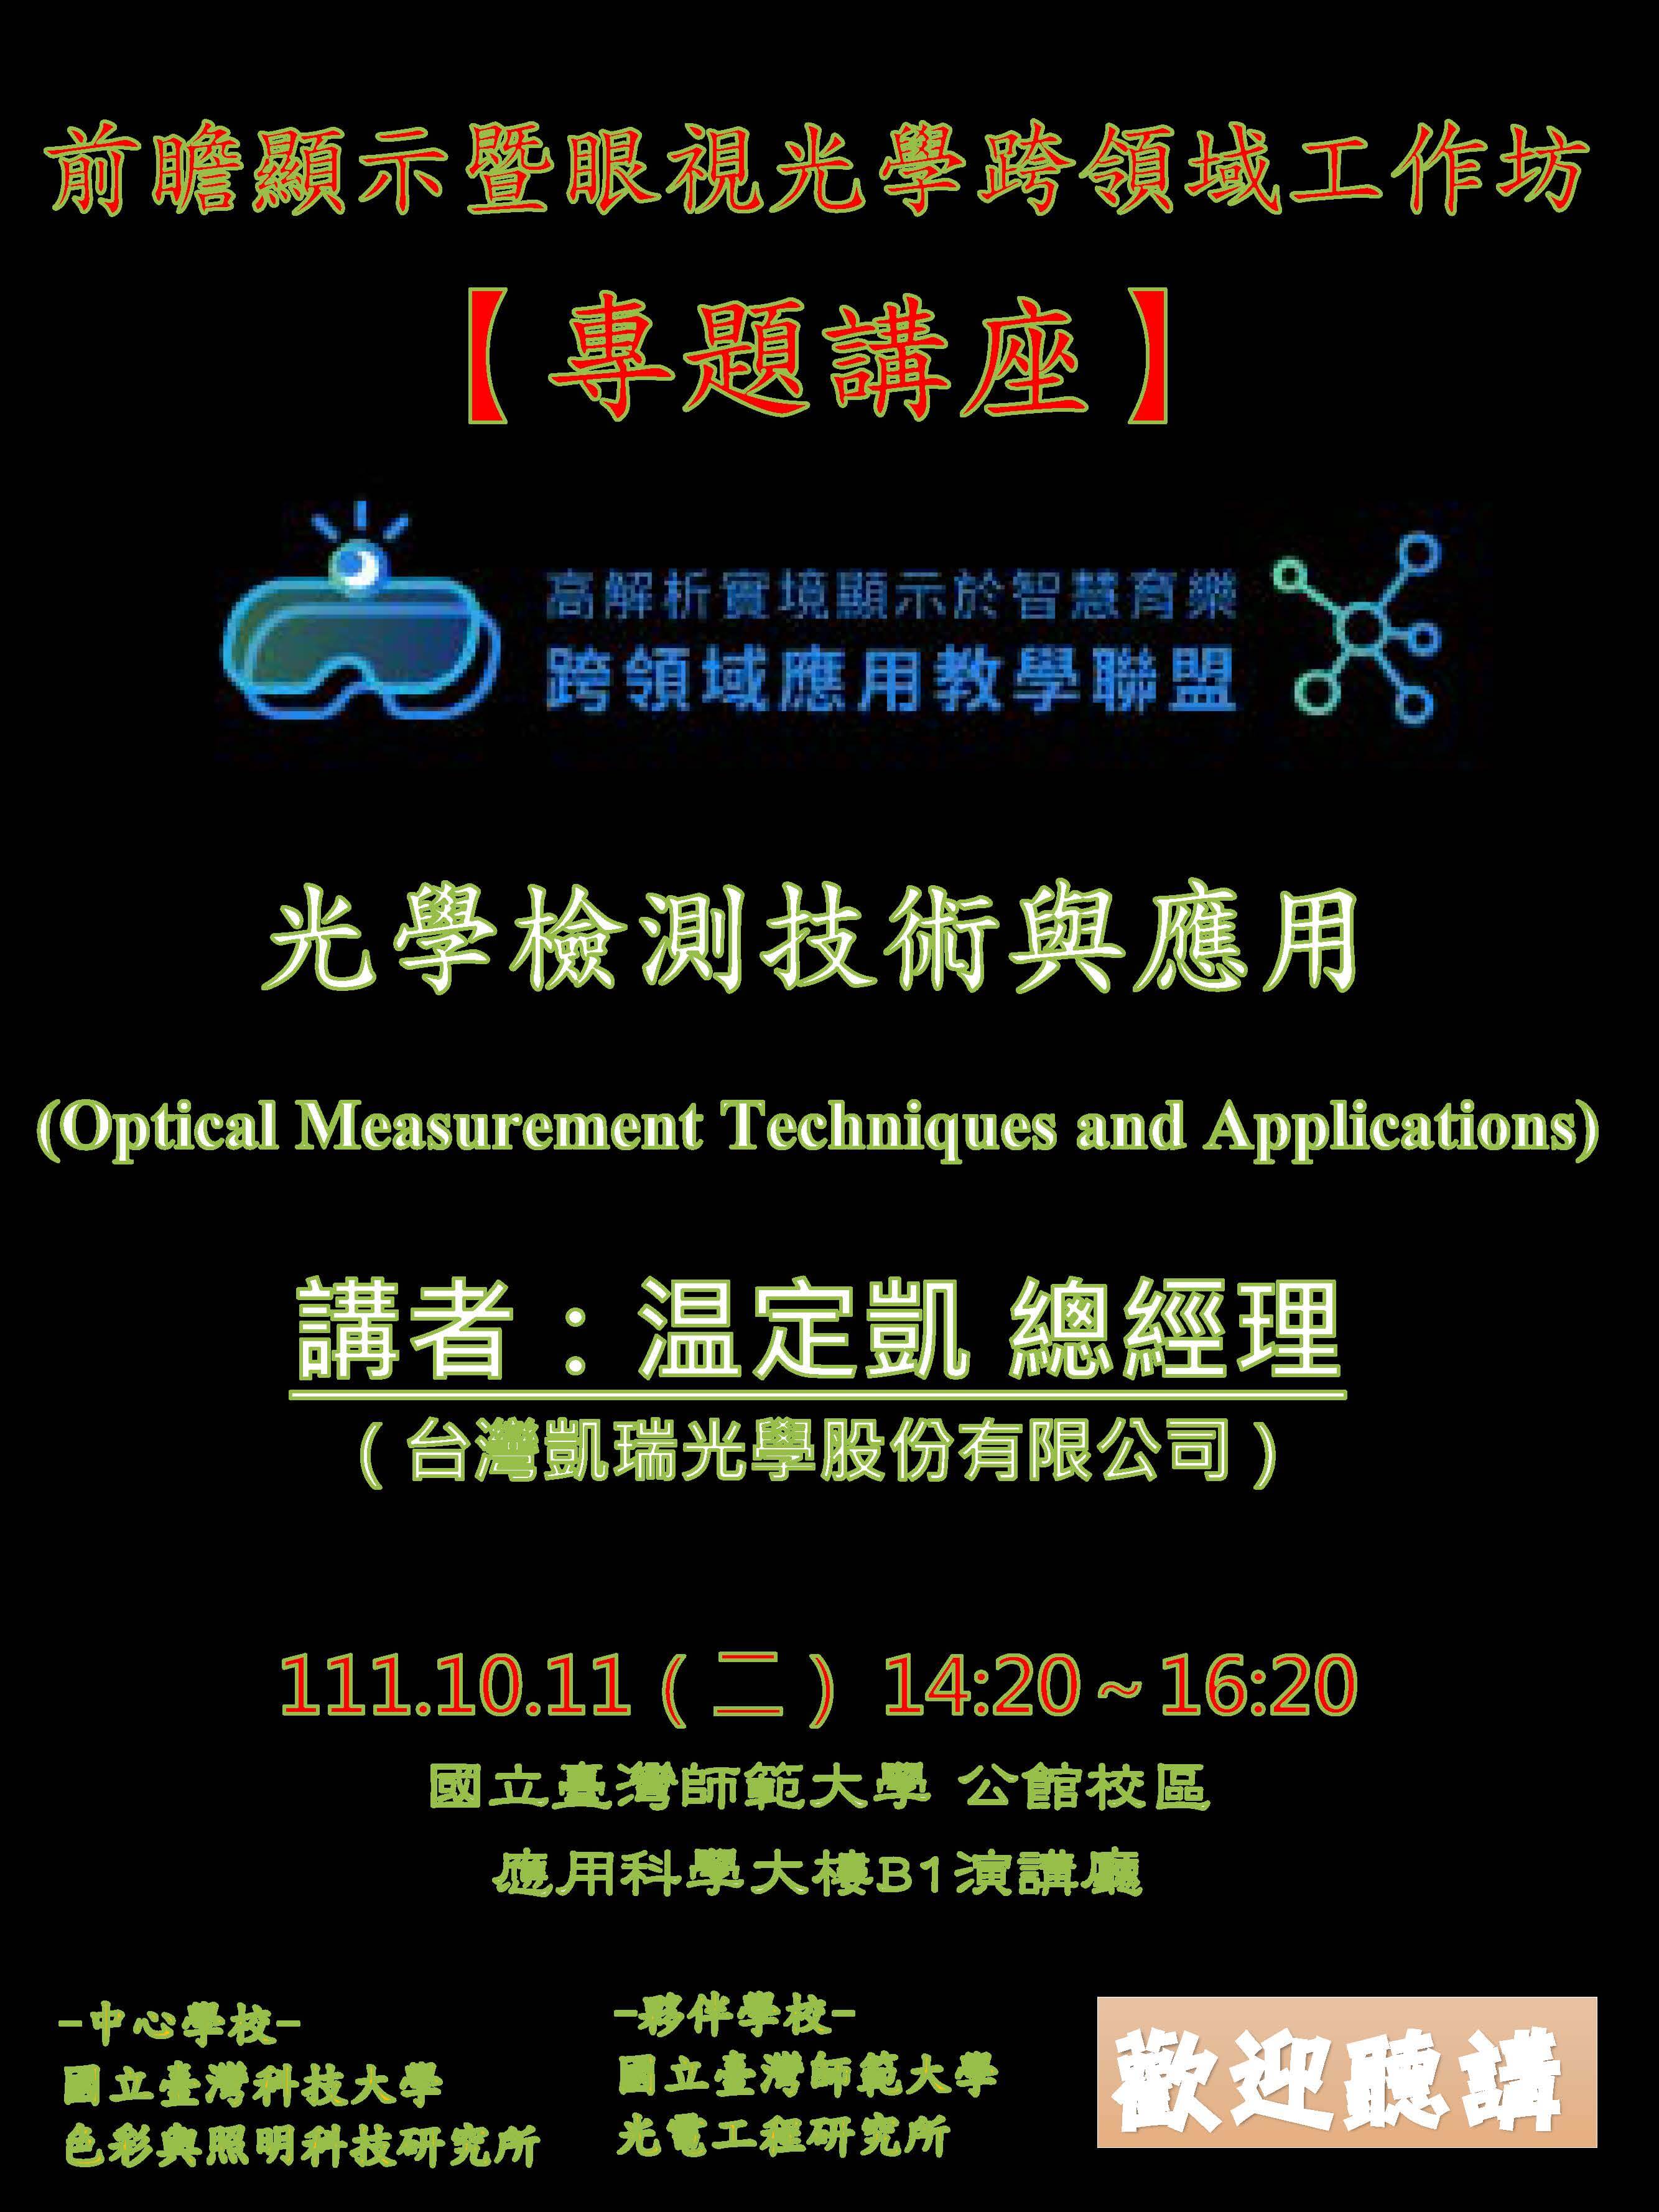 前瞻顯示暨眼視光學跨領域工作坊
【專題講座】
高解析實境顯示於智慧育樂
跨領域應用教學聯盟
光學檢測技術與應用
(Optical Measurement Techniques and Applications)
講者：温定凱 總經理
（台灣凱瑞光學股份有限公司）
111.10.11（二） 14:20～16:20
國立臺灣師範大學 公館校區
應用科學大樓B1演講廳
-中心學校-
國立臺灣科技大學
色彩與照明科技研究所
-夥伴學校-
國立臺灣師範大學
光電工程研究所
歡迎聽講